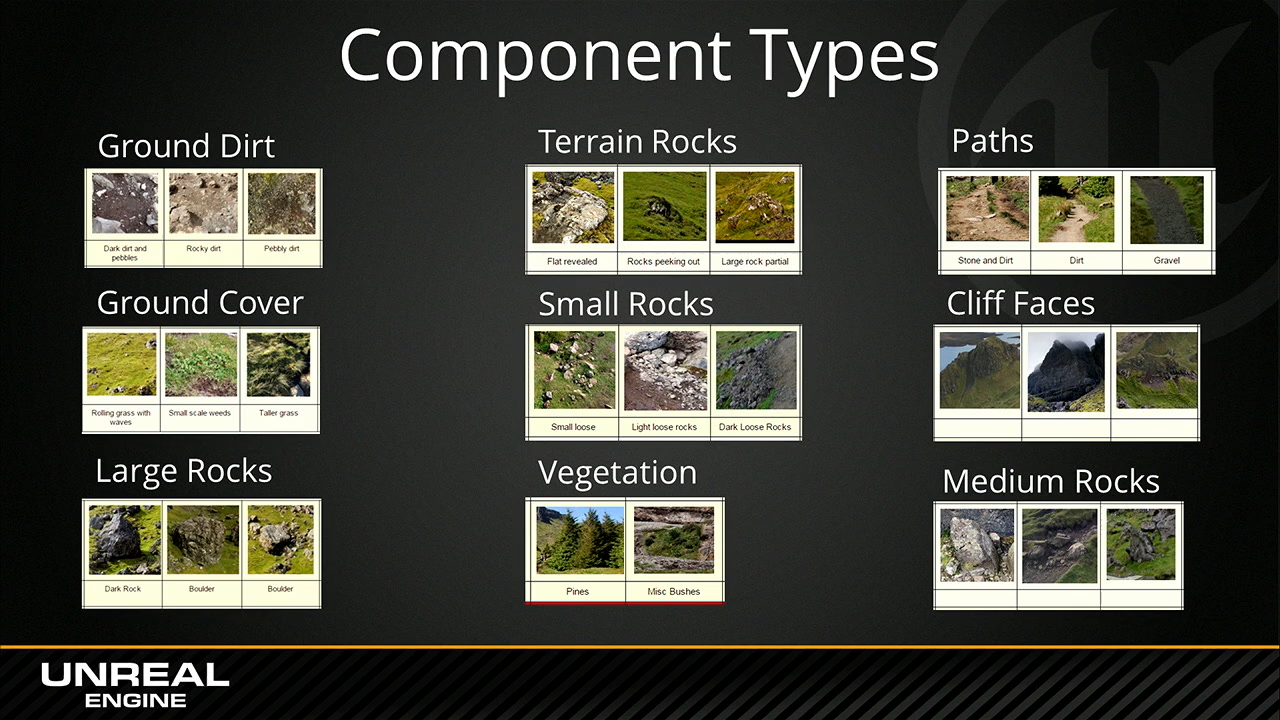 Component Types
Ground Dirt
Dark dirt and
pebbles
Rocky dirt
Pebbly dirt
Terrain Rocks
Flat revealed
Rocks peeking out
Large rock partial
Paths
Stone and Dirt
Dirt
Gravel
Ground Cover
Rolling grass with
waves
Small scale weeds
Taller grass
Small Rocks
Small loose
Light loose rocks
Dark Loose Rocks
Cliff Faces
Large Rocks
Dark Rock
Boulder
Boulder
Vegetation
Pines
Misc Bushes
Medium Rocks
UNREAL
ENGINE